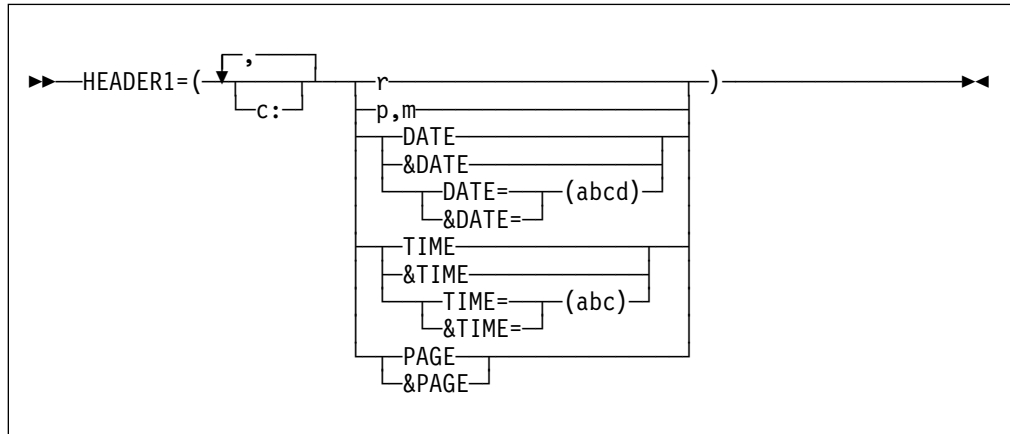 ,
HEADER1=( r )
c: p,m
DATE
&DATE
DATE= (abcd)
&DATE=
TIME
&TIME
TIME= (abc)
&TIME=
PAGE
&PAGE